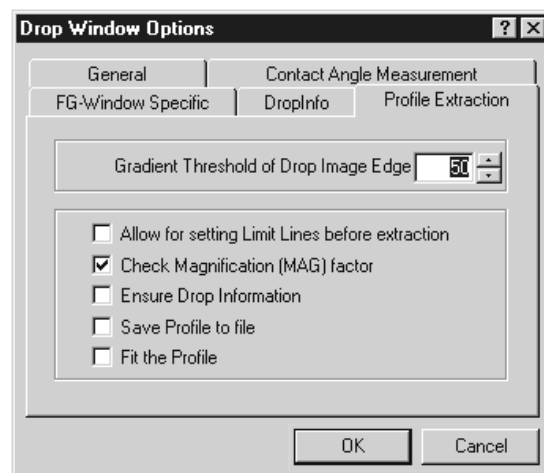 Drop Window Options
General Contact Angle Measurement
FG-Window Specific DropInfo Profile Extraction
Gradient Threshold of Drop Image Edge 50
Allow for setting Limit Lines before extraction
Check Magnification (MAG) factor
Ensure Drop Information
Save Profile to file
Fit the Profile
OK Cancel